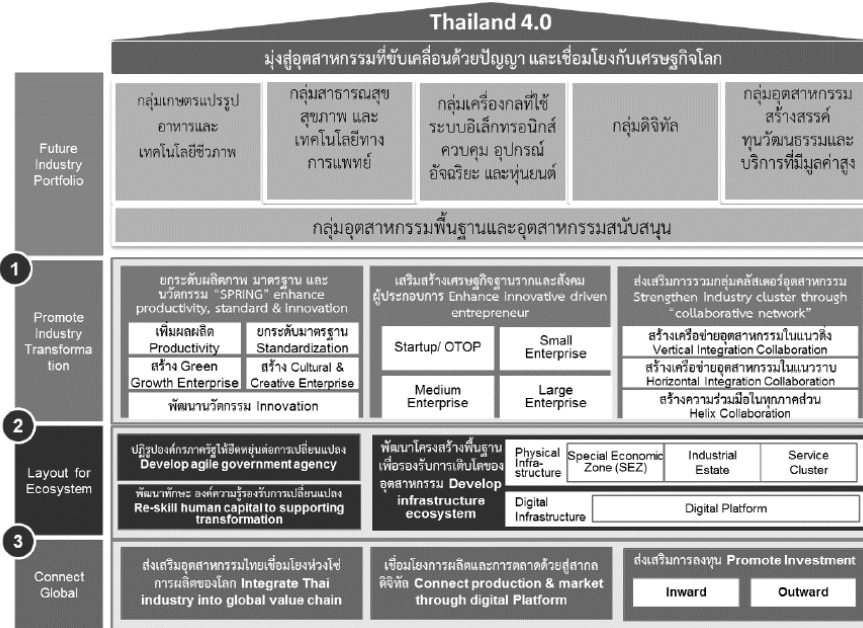 Thailand 4.0
มุ่งสู่อุตสาหกรรมที่ขับเคลื่อนด้วยปัญญา และเชื่อมโยงกับเศรษฐกิจโลก
Future
Industry
Portfolio
กลุ่มเกษตรแปรรูป
อาหารและ
เทคโนโลยีชีวภาพ
กลุ่มสาธารณสุข
สุขภาพ และ
เทคโนโลยีทาง
การแพทย์
กลุ่มเครื่องกลที่ใช้
ระบบอิเล็กทรอนิกส์
ควบคุม อุปกรณ์
อัจฉริยะ และหุ่นยนต์
กลุ่มดิจิทัล
กลุ่มอุตสาหกรรม
สร้างสรรค์
ทุนวัฒนธรรมและ
บริการที่มีมูลค่าสูง
กลุ่มอุตสาหกรรมพื้นฐานและอุตสาหกรรมสนับสนุน
1
Promote
Industry
Transforma
tion
ยกระดับผลิตภาพ มาตรฐาน และ
นวัตกรรม "SPRING" enhance
productivity, standard & innovation
เพิ่มผลผลิต
Productivity
ยกระดับมาตรฐาน
Standardization
สร้าง Green
Growth Enterprise
สร้าง Cultural &
Creative Enterprise
พัฒนานวัตกรรม Innovation
เสริมสร้างเศรษฐกิจฐานรากและสังคม
ผู้ประกอบการ Enhance innovative driven
entrepreneur
Startup/ OTOP
Small
Enterprise
Medium
Enterprise
Large
Enterprise
ส่งเสริมการรวมกลุ่มคลัสเตอร์อุตสาหกรรม
Strengthen Industry cluster through
"collaborative network"
สร้างเครือข่ายอุตสาหกรรมในแนวดิ่ง
Vertical Integration Collaboration
สร้างเครือข่ายอุตสาหกรรมในแนวราบ
Horizontal Integration Collaboration
สร้างความร่วมมือในทุกภาคส่วน
Helix Collaboration
2
Layout for
Ecosystem
ปฏิรูปองค์กรภาครัฐให้ยืดหยุ่นต่อการเปลี่ยนแปลง
Develop agile government agency
พัฒนาทักษะ องค์ความรู้รองรับการเปลี่ยนแปลง
Re-skill human capital to supporting
transformation
พัฒนาโครงสร้างพื้นฐาน
เพื่อรองรับการเติบโตของ
อุตสาหกรรม Develop
infrastructure
ecosystem
Physical
Infra-
structure
Special Economic
Zone (SEZ)
Industrial
Estate
Service
Cluster
Digital
Infrastructure
Digital Platform
3
Connect
Global
ส่งเสริมอุตสาหกรรมไทยเชื่อมโยงห่วงโซ่
การผลิตของโลก Integrate Thai
industry into global value chain
เชื่อมโยงการผลิตและการตลาดด้วยสู่สากล
ดิจิทัล Connect production & market
through digital Platform
ส่งเสริมการลงทุน Promote Investment
Inward
Outward